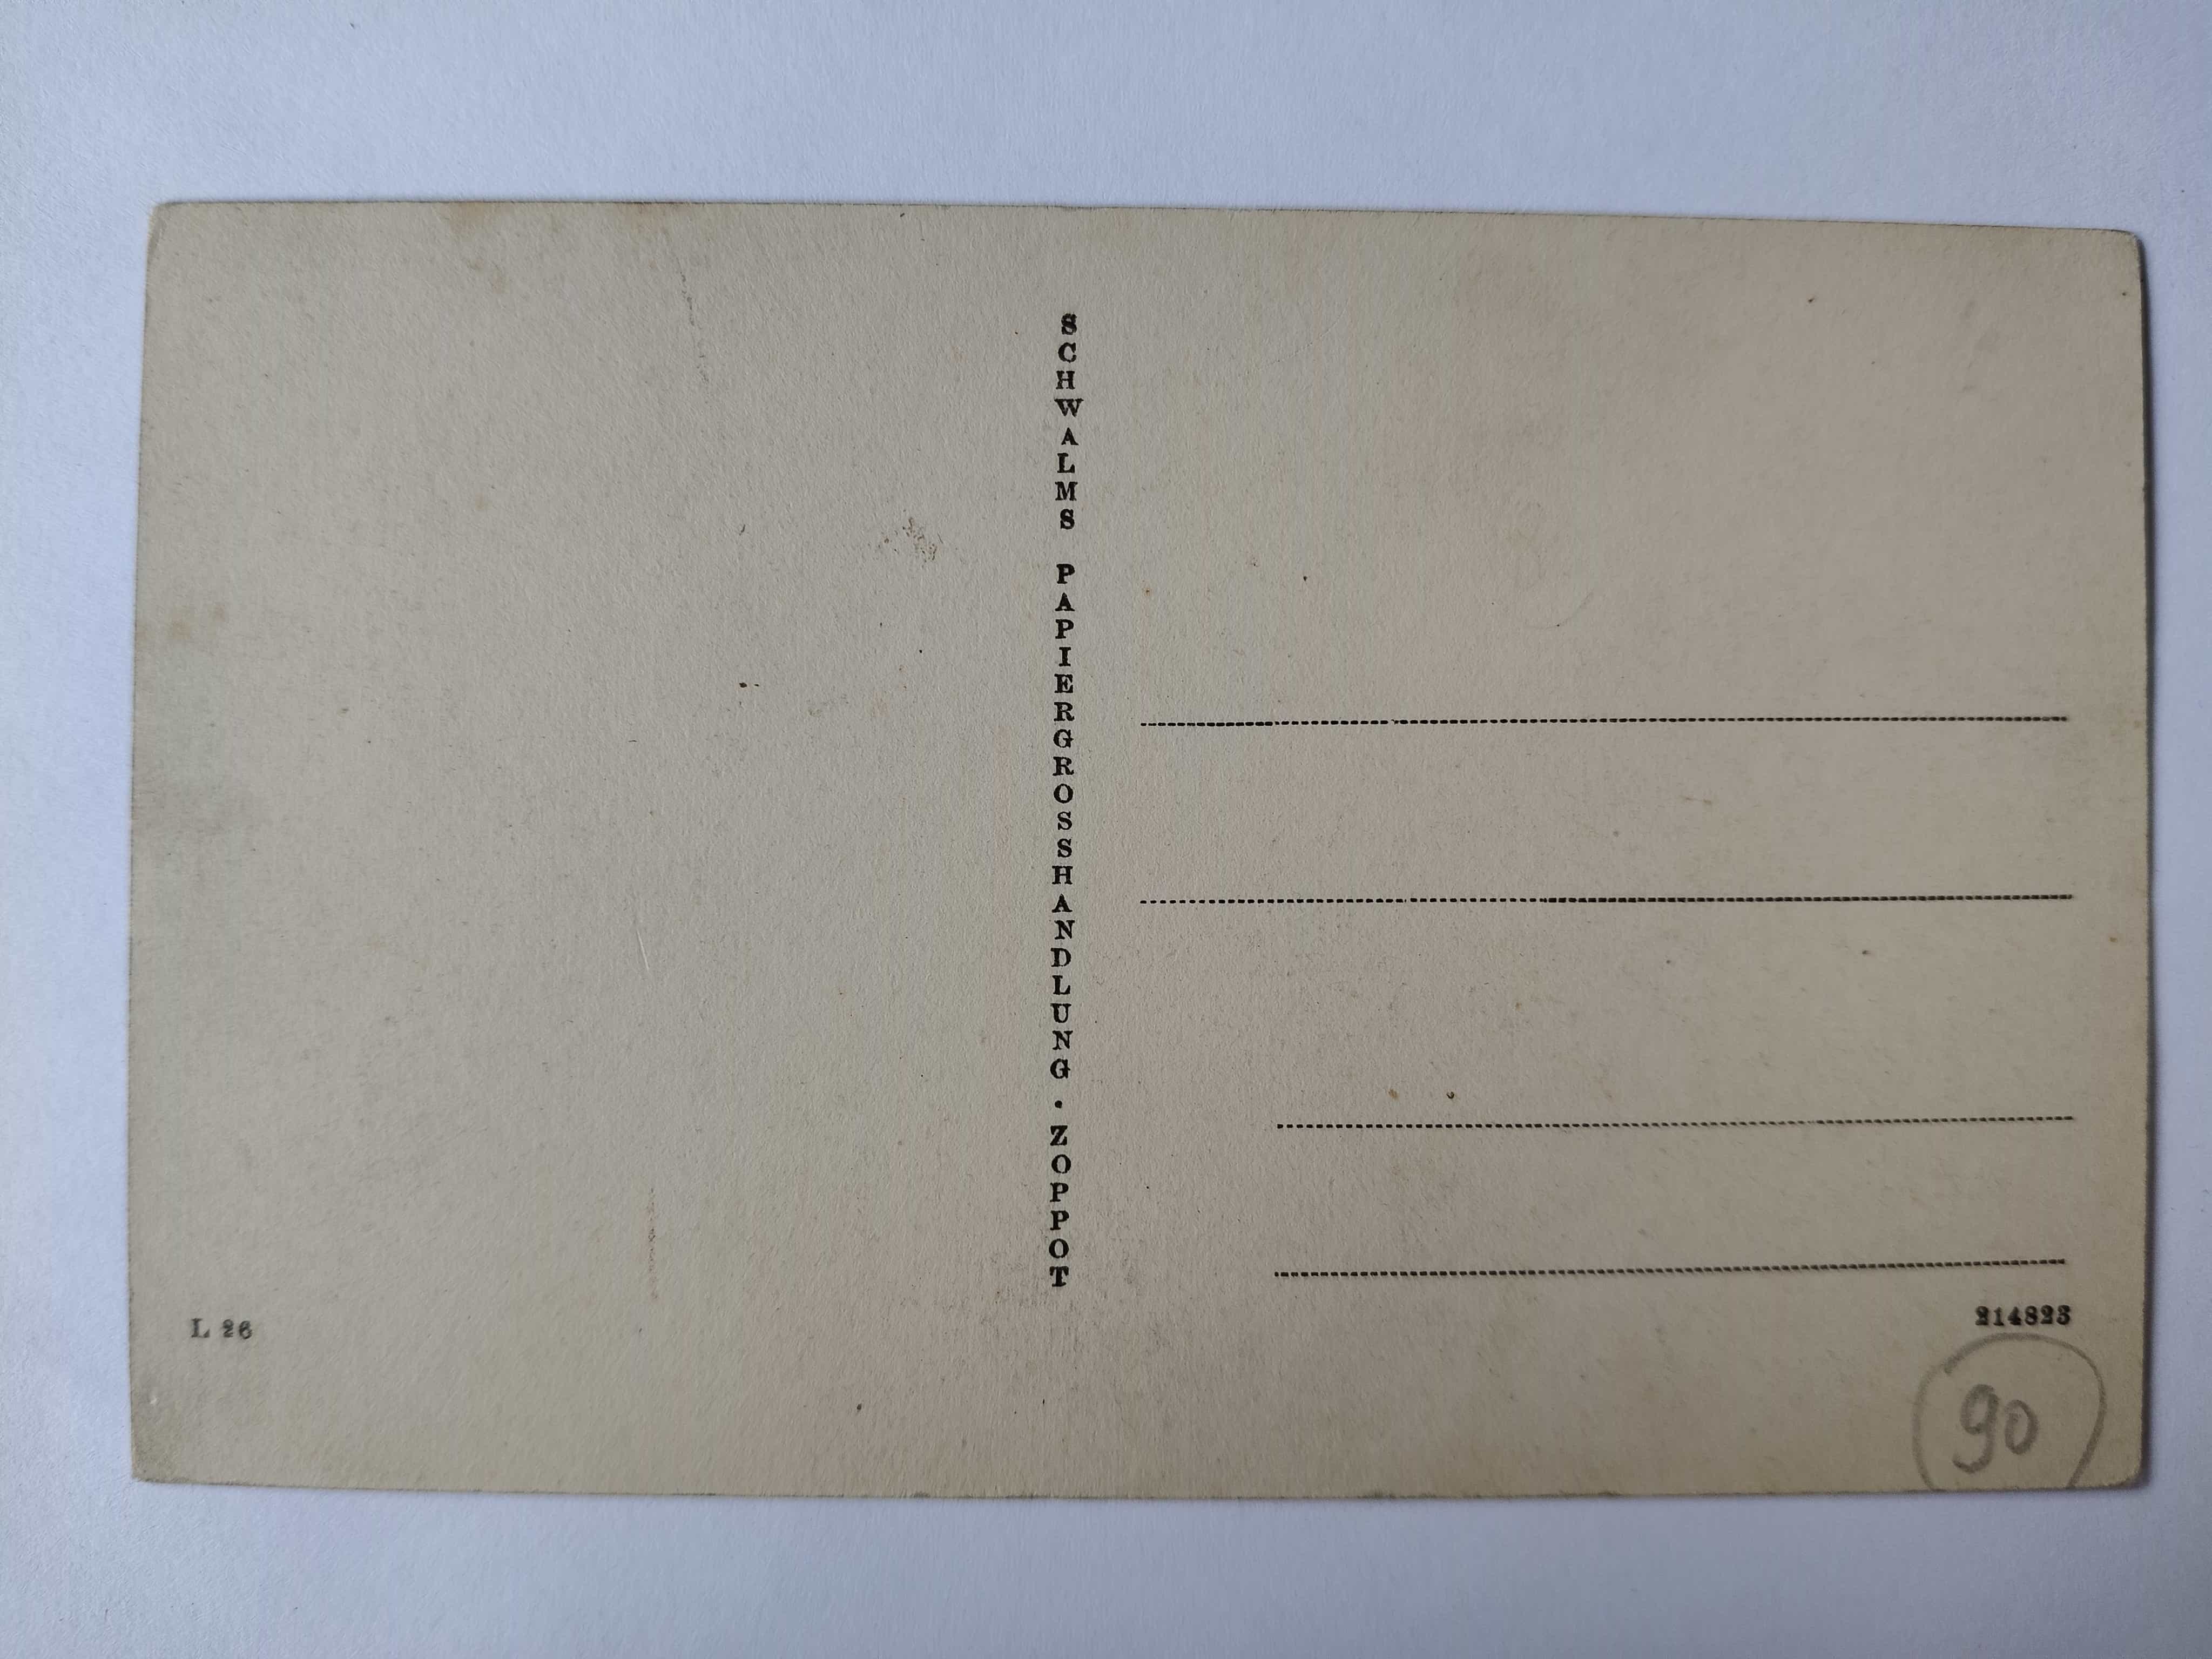 SCHWALMS PAPIERGROSSHANDLUNG · ZOPPOT
L 26
214823
90